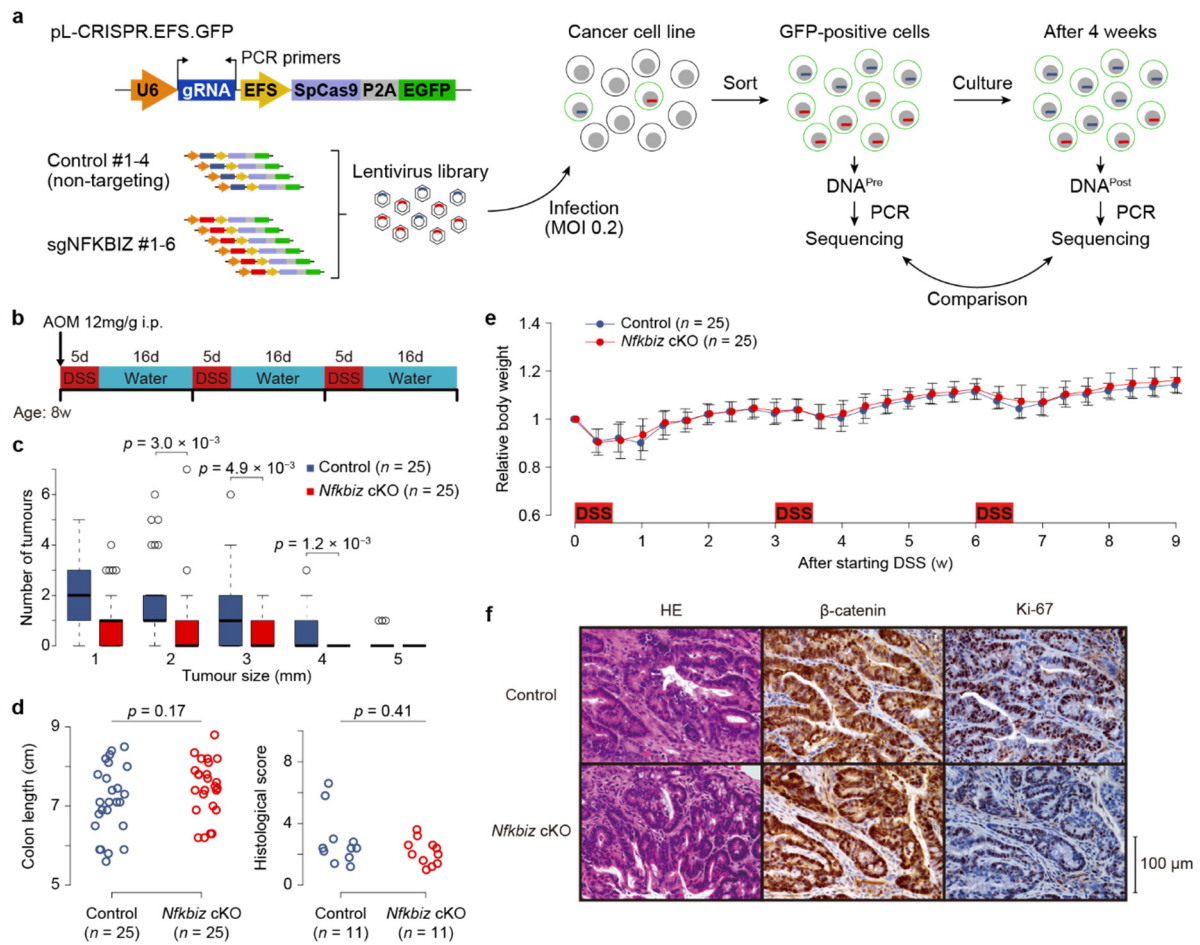 a
pL-CRISPR.EFS.GFP
PCR primers
U6 gRNA EFS SpCas9 P2A EGFP
Control #1-4
(non-targeting)
sgNFKBIZ #1-6
Lentivirus library
Infection
(MOI 0.2)
Cancer cell line
Sort
GFP-positive cells
Culture
After 4 weeks
DNAPre
PCR
Sequencing
DNAPost
PCR
Sequencing
Comparison
b
AOM 12mg/g i.p.
5d 16d 5d 16d 5d 16d
DSS Water DSS Water DSS Water
Age: 8w
c
p = 3.0 × 10⁻³
p = 4.9 × 10⁻³
p = 1.2 × 10⁻³
Control (n = 25)
Nfkbiz cKO (n = 25)
Number of tumours
6
4
2
0
1 2 3 4 5
Tumour size (mm)
d
p = 0.17
Colon length (cm)
9
7
5
Control
(n = 25)
Nfkbiz cKO
(n = 25)
p = 0.41
Histological score
8
4
0
Control
(n = 11)
Nfkbiz cKO
(n = 11)
e
Control (n = 25)
Nfkbiz cKO (n = 25)
Relative body weight
1.4
1.2
1
0.8
0.6
DSS DSS DSS
0 1 2 3 4 5 6 7 8 9
After starting DSS (w)
f
HE β-catenin Ki-67
Control
Nfkbiz cKO
100 µm